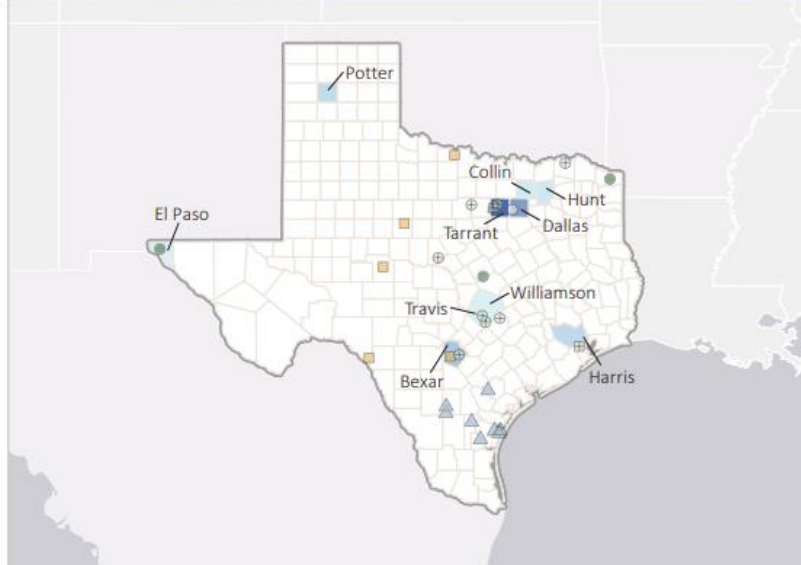 Potter
Collin
Hunt
El Paso
Tarrant
Dallas
Williamson
Travis
Bexar
Harris